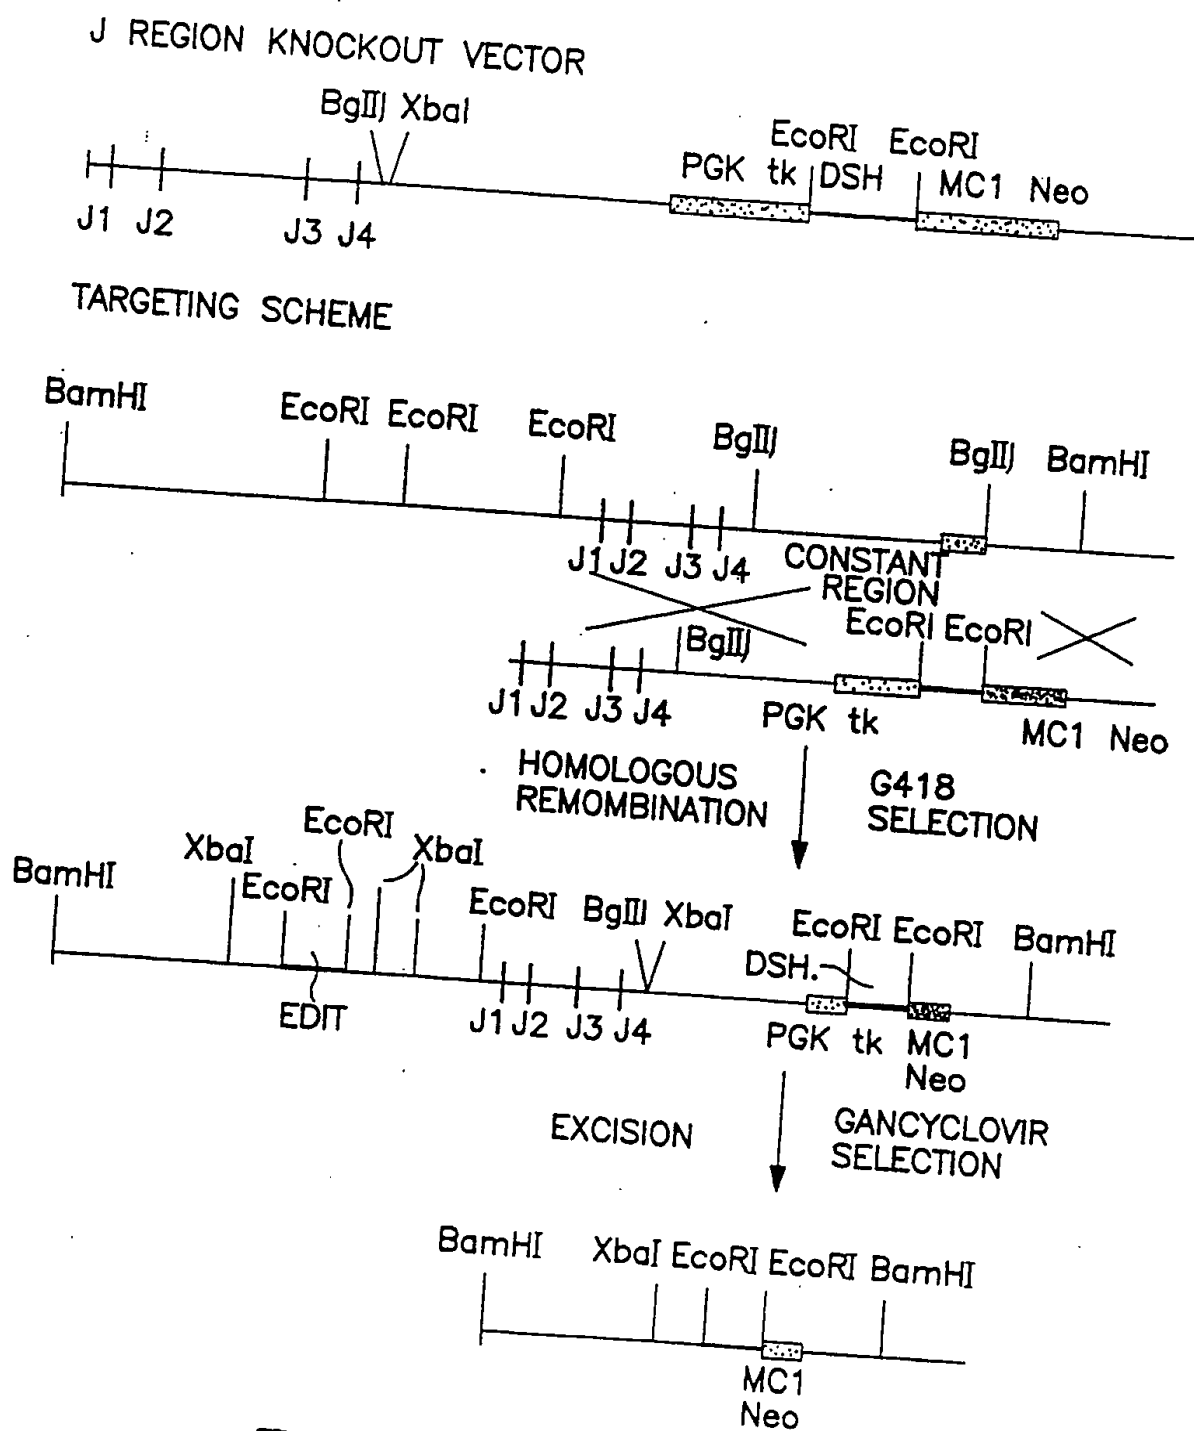 J REGION KNOCKOUT VECTOR
BglII XbaI
EcoRI EcoRI
PGK tk DSH MC1 Neo
J1 J2 J3 J4
TARGETING SCHEME
BamHI EcoRI EcoRI EcoRI BglII BglII BamHI
J1 J2 J3 J4 CONSTANT
REGION
BglII EcoRI EcoRI
J1 J2 J3 J4 PGK tk MC1 Neo
HOMOLOGOUS G418
REMOMBINATION SELECTION
EcoRI
XbaI XbaI
BamHI EcoRI EcoRI BglII XbaI EcoRI EcoRI BamHI
DSH.
EDIT J1 J2 J3 J4 PGK tk MC1
Neo
EXCISION GANCYCLOVIR
SELECTION
BamHI XbaI EcoRI EcoRI BamHI
MC1
Neo